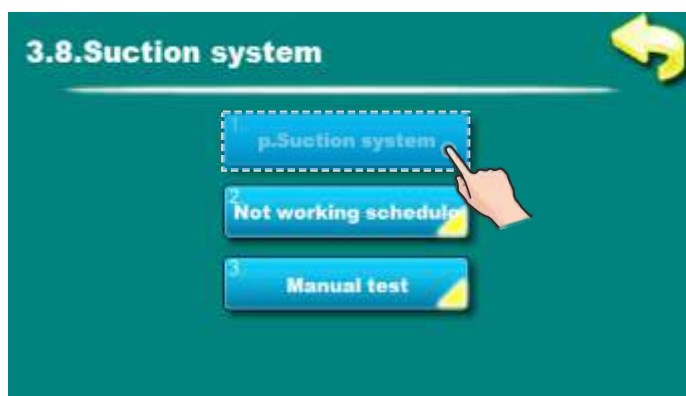 3.8.Suction system
1
p.Suction system
2
Not working schedule
3
Manual test